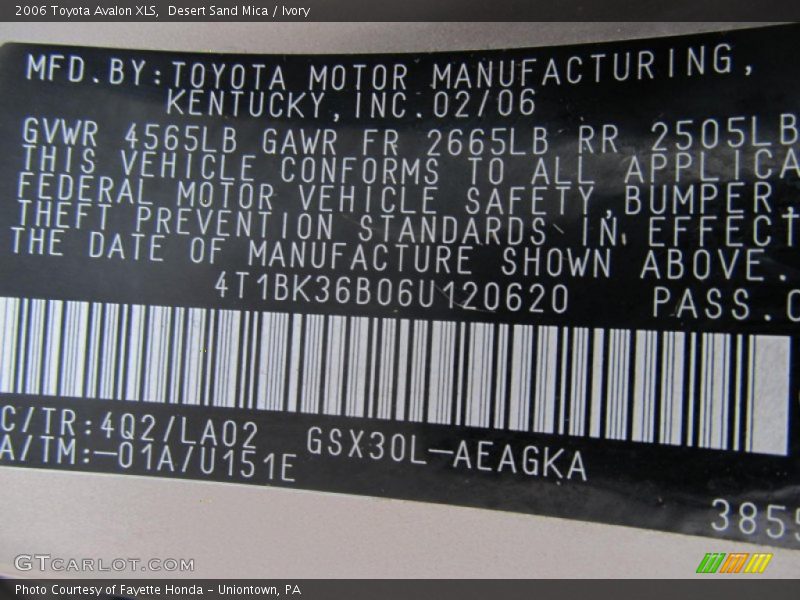 2006 Toyota Avalon XLS,  Desert Sand Mica / Ivory
MFD.BY:TOYOTA MOTOR MANUFACTURING,
KENTUCKY,INC.02/06
GVWR 4565LB GAWR FR 2665LB RR 2505LB
THIS VEHICLE CONFORMS TO ALL APPLICA
FEDERAL MOTOR VEHICLE SAFETY,BUMPER,
THEFT PREVENTION STANDARDS IN EFFECT
THE DATE OF MANUFACTURE SHOWN ABOVE.
4T1BK36B06U120620 PASS.C
C/TR:4Q2/LA02 GSX30L-AEAGKA
A/TM:-01A/U151E
3855
GTCARLOT.COM
Photo Courtesy of Fayette Honda - Uniontown, PA